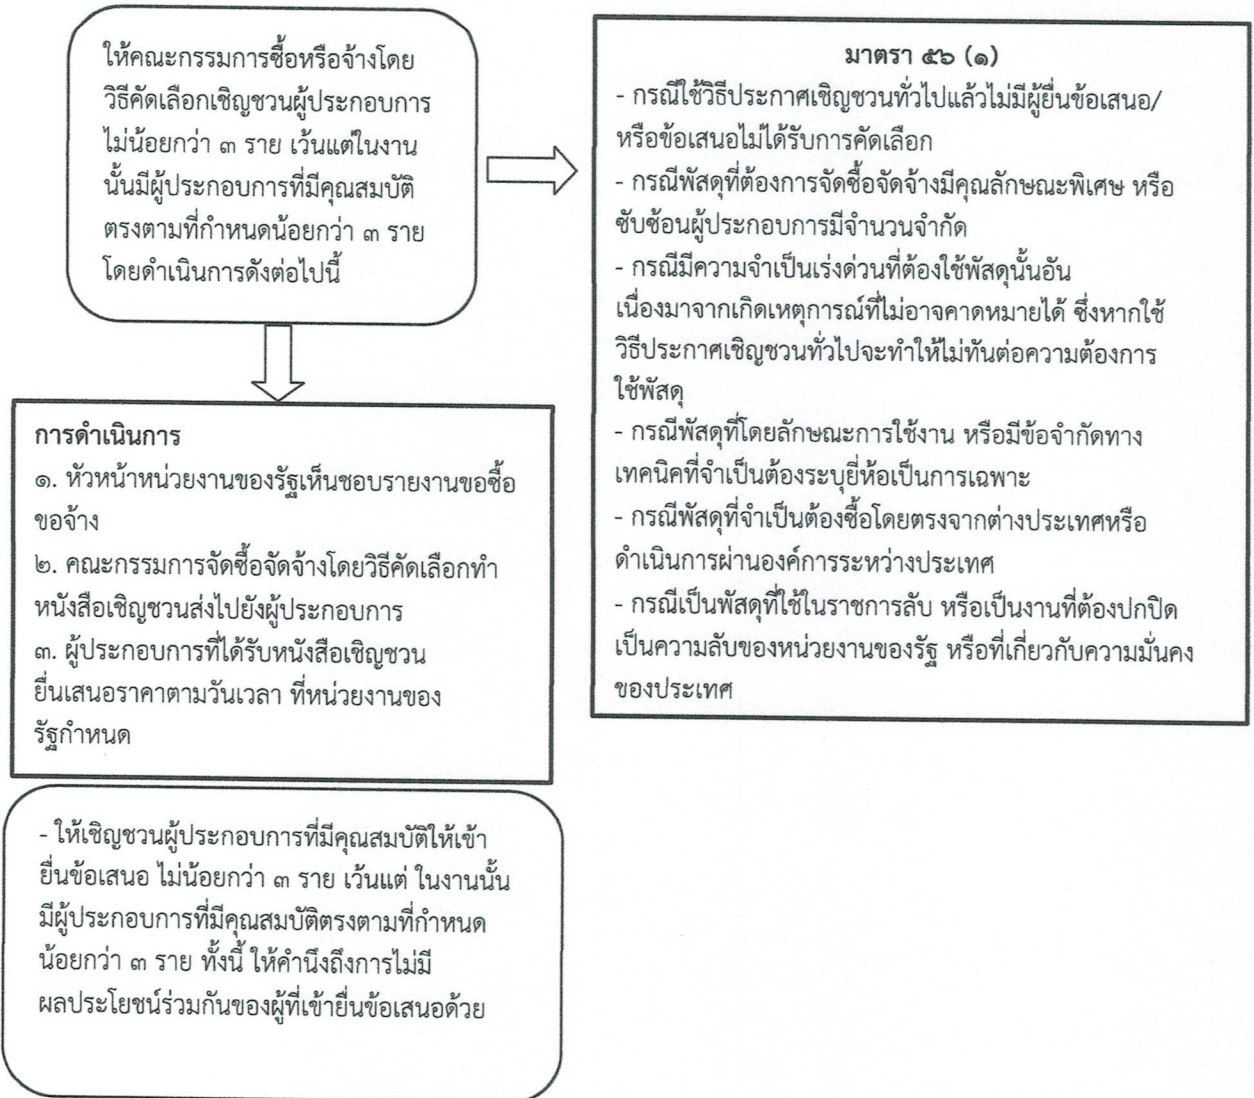 ให้คณะกรรมการซื้อหรือจ้างโดย
วิธีคัดเลือกเชิญชวนผู้ประกอบการ
ไม่น้อยกว่า ๓ ราย เว้นแต่ในงาน
นั้นมีผู้ประกอบการที่มีคุณสมบัติ
ตรงตามที่กำหนดน้อยกว่า ๓ ราย
โดยดำเนินการดังต่อไปนี้
มาตรา ๕๖ (๑)
- กรณีใช้วิธีประกาศเชิญชวนทั่วไปแล้วไม่มีผู้ยื่นข้อเสนอ/
หรือข้อเสนอไม่ได้รับการคัดเลือก
- กรณีพัสดุที่ต้องการจัดซื้อจัดจ้างมีคุณลักษณะพิเศษ หรือ
ซับซ้อนผู้ประกอบการมีจำนวนจำกัด
- กรณีมีความจำเป็นเร่งด่วนที่ต้องใช้พัสดุนั้นอัน
เนื่องมาจากเกิดเหตุการณ์ที่ไม่อาจคาดหมายได้ ซึ่งหากใช้
วิธีประกาศเชิญชวนทั่วไปจะทำให้ไม่ทันต่อความต้องการ
ใช้พัสดุ
- กรณีพัสดุที่โดยลักษณะการใช้งาน หรือมีข้อจำกัดทาง
เทคนิคที่จำเป็นต้องระบุยี่ห้อเป็นการเฉพาะ
- กรณีพัสดุที่จำเป็นต้องซื้อโดยตรงจากต่างประเทศหรือ
ดำเนินการผ่านองค์การระหว่างประเทศ
- กรณีเป็นพัสดุที่ใช้ในราชการลับ หรือเป็นงานที่ต้องปกปิด
เป็นความลับของหน่วยงานของรัฐ หรือที่เกี่ยวกับความมั่นคง
ของประเทศ
การดำเนินการ
๑. หัวหน้าหน่วยงานของรัฐเห็นชอบรายงานขอซื้อ
ขอจ้าง
๒. คณะกรรมการจัดซื้อจัดจ้างโดยวิธีคัดเลือกทำ
หนังสือเชิญชวนส่งไปยังผู้ประกอบการ
๓. ผู้ประกอบการที่ได้รับหนังสือเชิญชวน
ยื่นเสนอราคาตามวันเวลา ที่หน่วยงานของ
รัฐกำหนด
- ให้เชิญชวนผู้ประกอบการที่มีคุณสมบัติให้เข้า
ยื่นข้อเสนอ ไม่น้อยกว่า ๓ ราย เว้นแต่ ในงานนั้น
มีผู้ประกอบการที่มีคุณสมบัติตรงตามที่กำหนด
น้อยกว่า ๓ ราย ทั้งนี้ ให้คำนึงถึงการไม่มี
ผลประโยชน์ร่วมกันของผู้ที่เข้ายื่นข้อเสนอด้วย